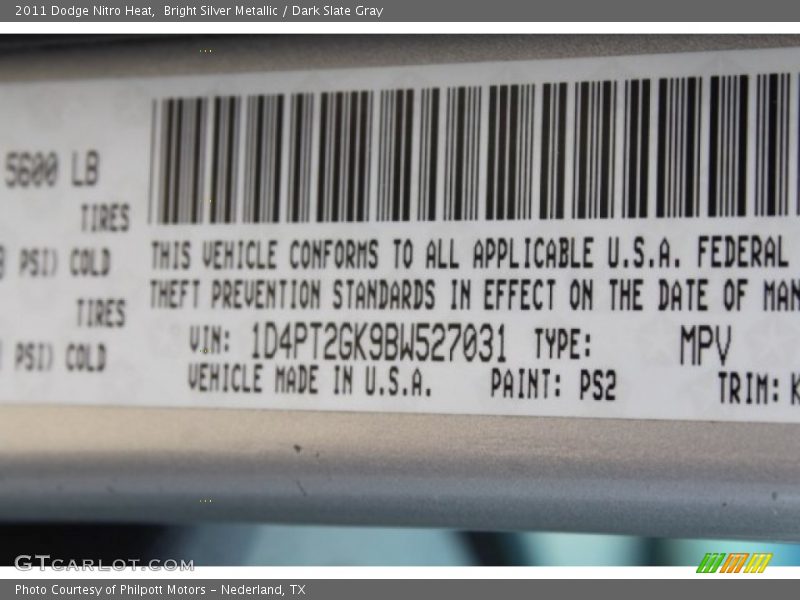 2011 Dodge Nitro Heat,  Bright Silver Metallic / Dark Slate Gray
5600 LB
TIRES
PSI) COLD
TIRES
PSI) COLD
THIS VEHICLE CONFORMS TO ALL APPLICABLE U.S.A. FEDERAL
THEFT PREVENTION STANDARDS IN EFFECT ON THE DATE OF MAN
VIN: 1D4PT2GK9BW527031 TYPE: MPV
VEHICLE MADE IN U.S.A. PAINT: PS2 TRIM: K
GTCARLOT.COM
Photo Courtesy of Philpott Motors - Nederland, TX